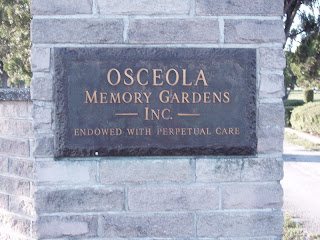 OSCEOLA
MEMORY GARDENS
— INC. —
ENDOWED WITH PERPETUAL CARE